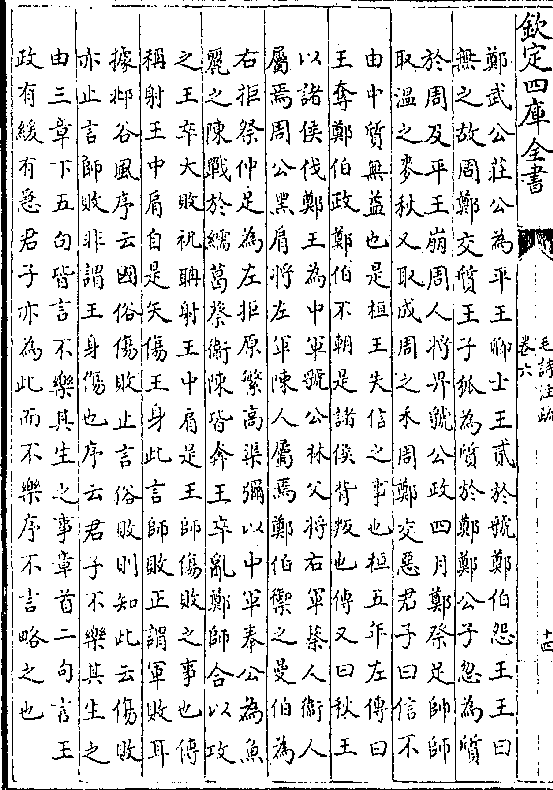 欽定四庫全書
毛詩注疏
卷六
十四
鄭武公莊公為平王卿士王貳於虢鄭伯怨王王曰
無之故周鄭交質王子狐為質於鄭鄭公子忽為質
於周及平王崩周人將畀虢公政四月鄭祭足帥師
取溫之麥秋又取成周之禾周鄭交惡君子曰信不
由中質無益也是桓王失信之事也桓五年左傳曰
王奪鄭伯政鄭伯不朝是諸侯背叛也傳又曰秋王
以諸侯伐鄭王為中軍虢公林父將右軍蔡人衛人
屬焉周公黑肩將左軍陳人屬焉鄭伯禦之曼伯為
右拒祭仲足為左拒原繁高渠彌以中軍奉公為魚
麗之陳戰於繻葛蔡衛陳皆奔王卒亂鄭師合以攻
之王卒大敗祝聃射王中肩是王師傷敗之事也傳
稱射王中肩自是矢傷王身此言師敗正謂軍敗耳
據邶谷風序云國俗傷敗止言俗敗則知此云傷敗
亦止言師敗非謂王身傷也序云君子不樂其生之
由三章下五句皆言不樂其生之事章首二句言王
政有緩有急君子亦為此而不樂序不言略之也